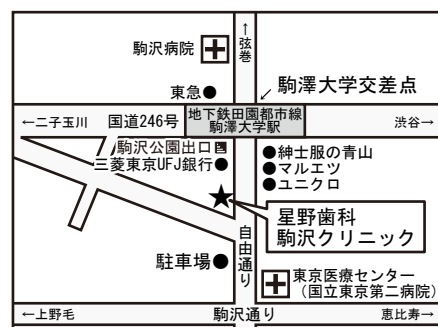 駒沢病院
↑弦巻
駒澤大学交差点
東急●
←二子玉川
国道246号
地下鉄田園都市線
駒澤大学駅
渋谷→
駒沢公園出口
三菱東京UFJ銀行●
●紳士服の青山
●マルエツ
●ユニクロ
★
星野歯科
駒沢クリニック
自由通り
駐車場●
東京医療センター
(国立東京第二病院)
←上野毛
駒沢通り
恵比寿→